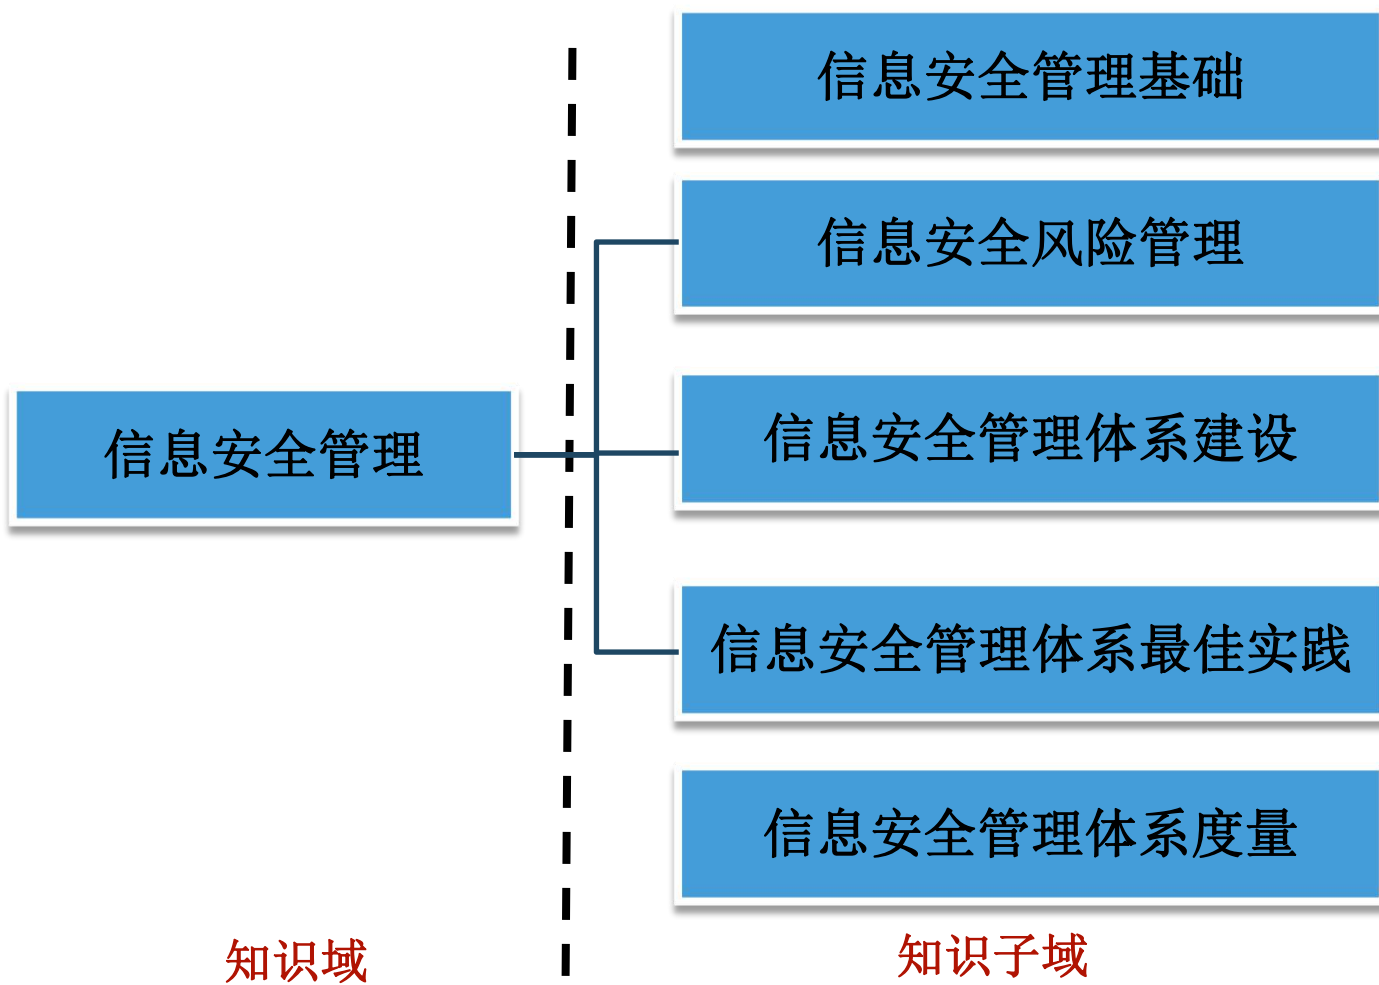 信息安全管理基础
信息安全风险管理
信息安全管理
信息安全管理体系建设
信息安全管理体系最佳实践
信息安全管理体系度量
知识域
知识子域